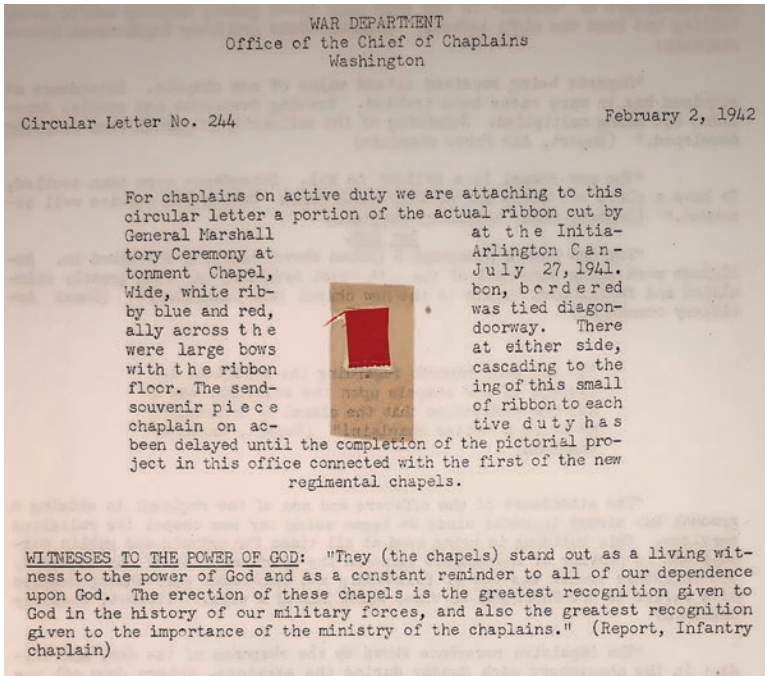 WAR DEPARTMENT
Office of the Chief of Chaplains
Washington
Circular Letter No. 244 February 2, 1942
For chaplains on active duty we are attaching to this
circular letter a portion of the actual ribbon cut by
General Marshall at the Initia-
tory Ceremony at Arlington Can-
tonment Chapel, July 27, 1941.
Wide, white rib- bon, bordered
by blue and red, was tied diagon-
ally across the doorway. There
were large bows at either side,
with the ribbon cascading to the
floor. The send- ing of this small
souvenir piece of ribbon to each
chaplain on ac- tive duty has
been delayed until the completion of the pictorial pro-
ject in this office connected with the first of the new
regimental chapels.
WITNESSES TO THE POWER OF GOD: "They (the chapels) stand out as a living wit-
ness to the power of God and as a constant reminder to all of our dependence
upon God. The erection of these chapels is the greatest recognition given to
God in the history of our military forces, and also the greatest recognition
given to the importance of the ministry of the chaplains." (Report, Infantry
chaplain)